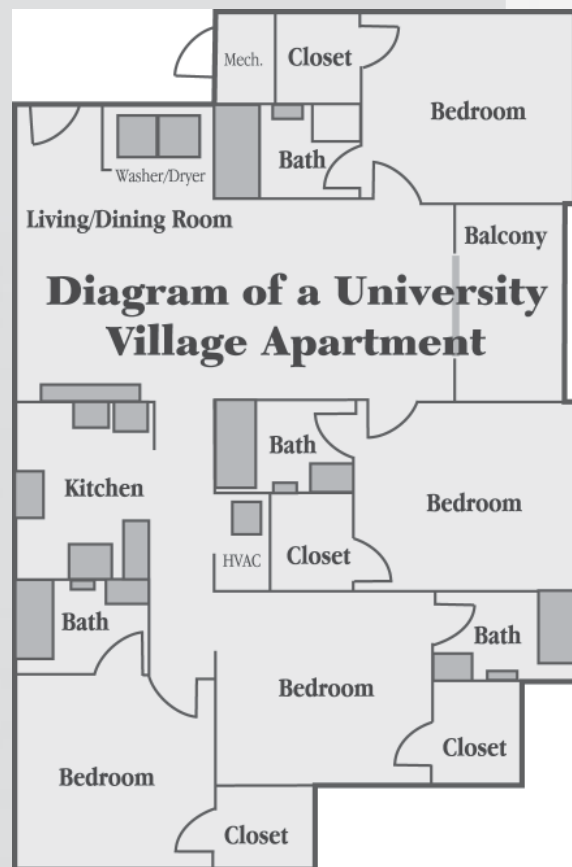 Mech.
Closet
Bedroom
Bath
Washer/Dryer
Living/Dining Room
Balcony
Diagram of a University
Village Apartment
Bath
Kitchen
Bedroom
HVAC
Closet
Bath
Bath
Bedroom
Closet
Bedroom
Closet